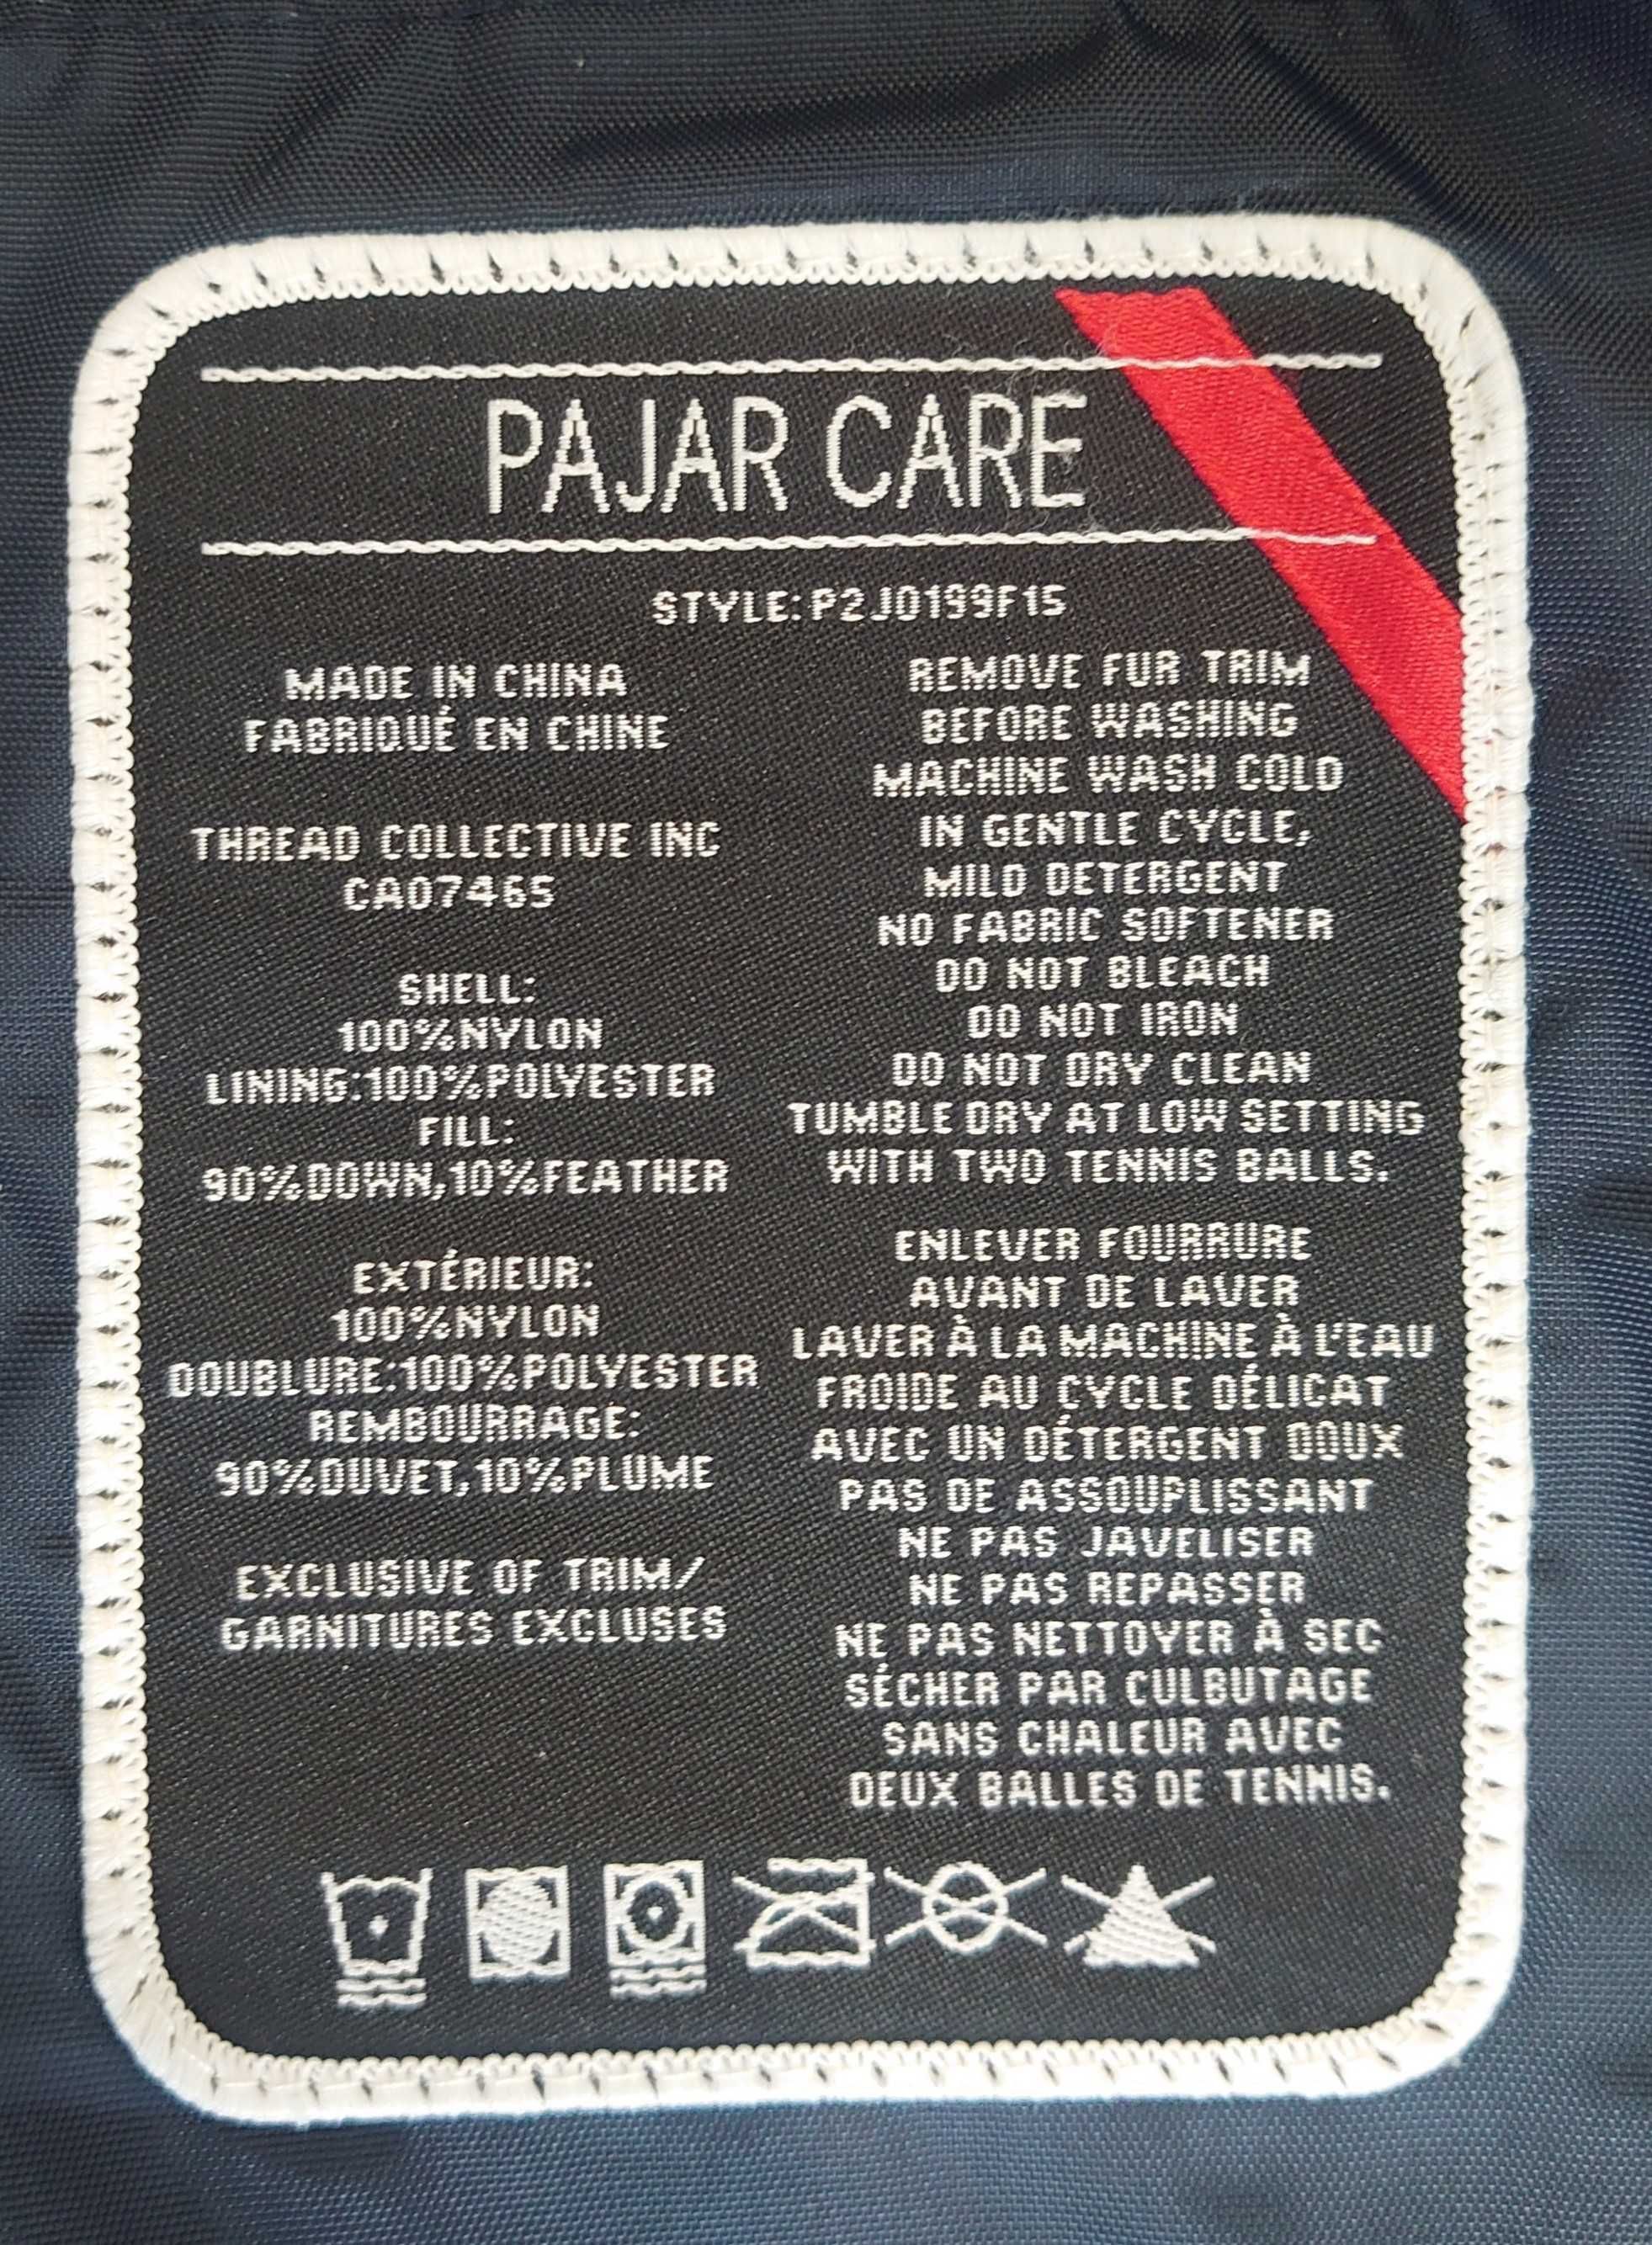 PAJAR CARE
STYLE:P2J0199F15
MADE IN CHINA
FABRIQUÉ EN CHINE
THREAD COLLECTIVE INC
CA07465
SHELL:
100%NYLON
LINING:100%POLYESTER
FILL:
90%DOWN,10%FEATHER
EXTÉRIEUR:
100%NYLON
DOUBLURE:100%POLYESTER
REMBOURRAGE:
90%DUVET,10%PLUME
EXCLUSIVE OF TRIM/
GARNITURES EXCLUSES
REMOVE FUR TRIM
BEFORE WASHING
MACHINE WASH COLD
IN GENTLE CYCLE,
MILD DETERGENT
NO FABRIC SOFTENER
DO NOT BLEACH
DO NOT IRON
DO NOT DRY CLEAN
TUMBLE DRY AT LOW SETTING
WITH TWO TENNIS BALLS.
ENLEVER FOURRURE
AVANT DE LAVER
LAVER À LA MACHINE À L'EAU
FROIDE AU CYCLE DÉLICAT
AVEC UN DÉTERGENT DOUX
PAS DE ASSOUPLISSANT
NE PAS JAVELISER
NE PAS REPASSER
NE PAS NETTOYER À SEC
SÉCHER PAR CULBUTAGE
SANS CHALEUR AVEC
DEUX BALLES DE TENNIS.